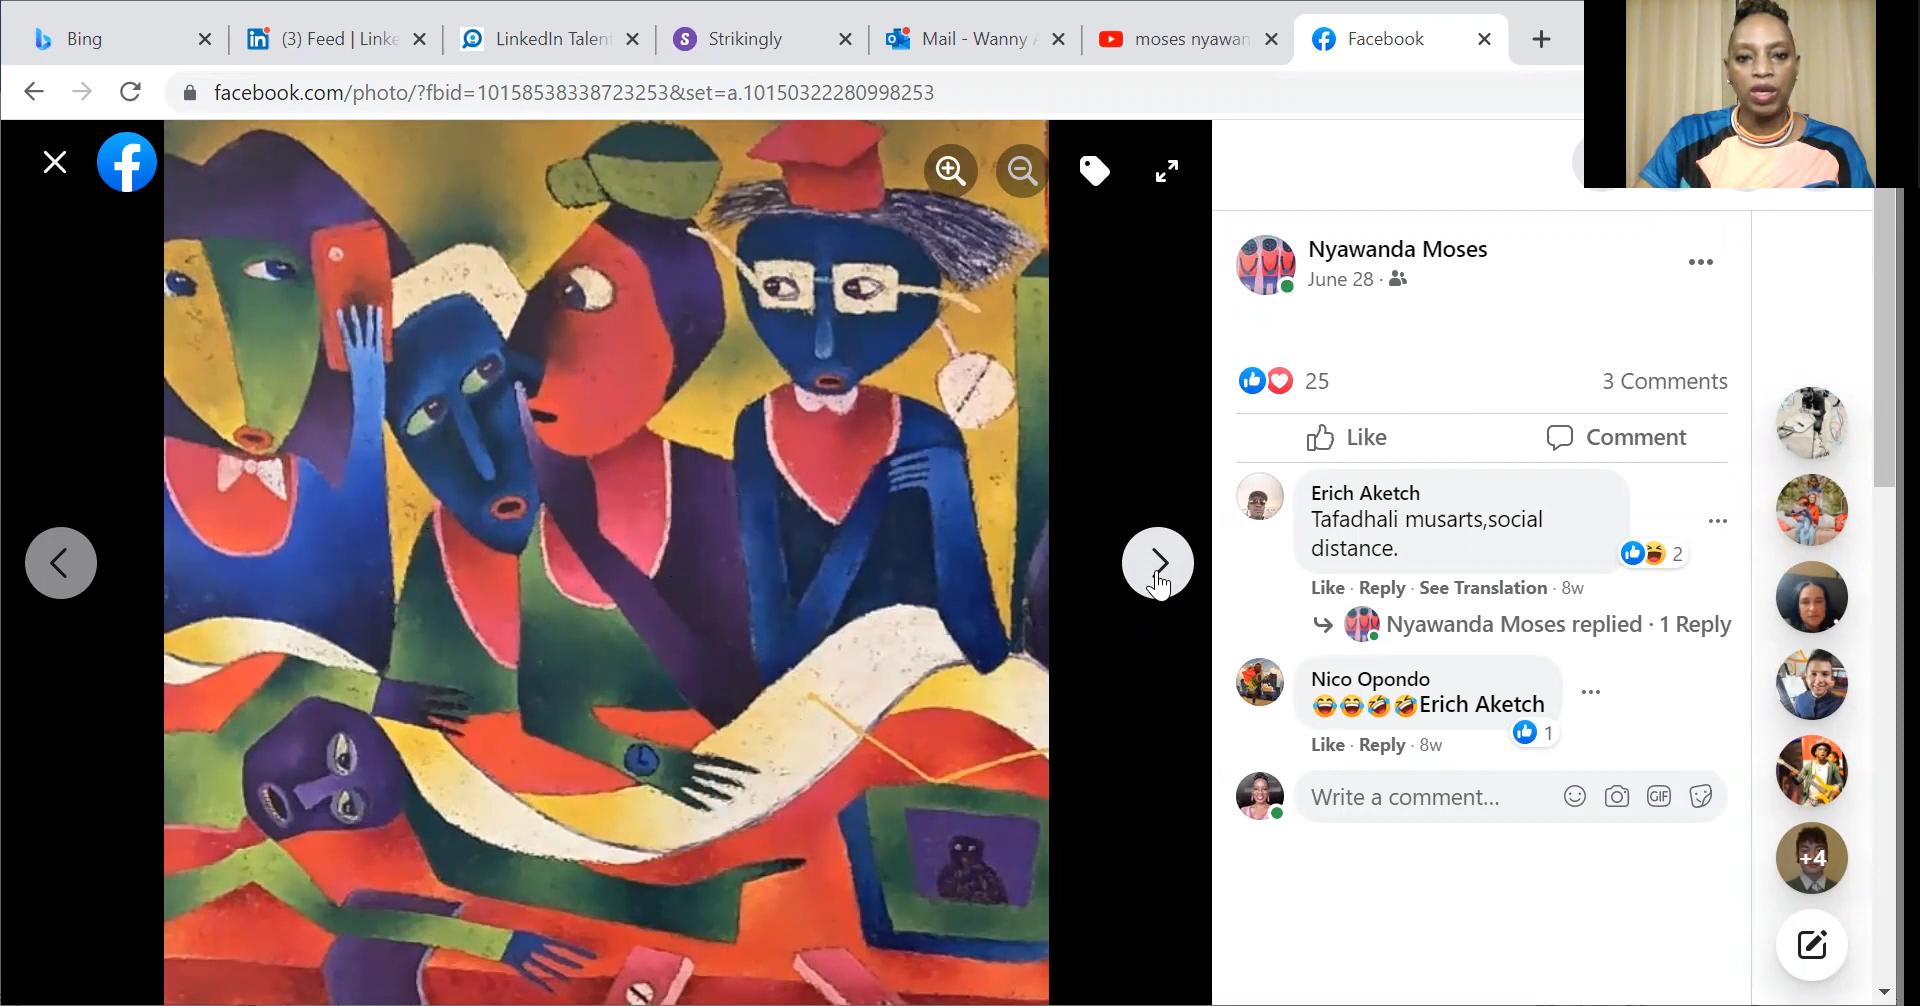 Bing
(3) Feed | Linke
LinkedIn Talen
Strikingly
Mail - Wanny
moses nyawan
Facebook
facebook.com/photo/?fbid=10158538338723253&set=a.10150322280998253
Nyawanda Moses
June 28 ·
25
3 Comments
Like
Comment
Erich Aketch
Tafadhali musarts,social
distance.
2
Like · Reply · See Translation · 8w
Nyawanda Moses replied · 1 Reply
Nico Opondo
😂😂🤣🤣Erich Aketch
1
Like · Reply · 8w
Write a comment...
GIF
+4